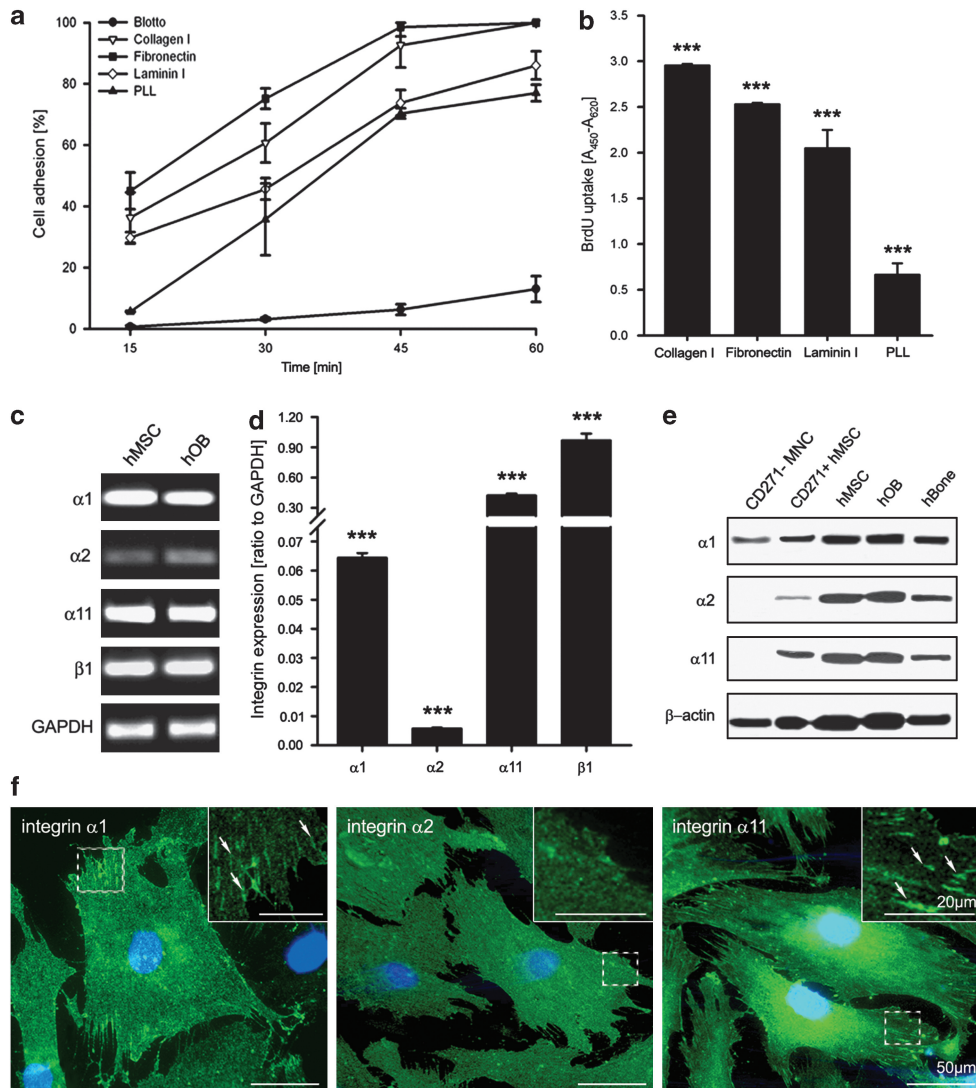 a
Blotto
Collagen I
Fibronectin
Laminin I
PLL
Cell adhesion [%]
100
80
60
40
20
0
15 30 45 60
Time [min]
b
*** *** *** ***
BrdU uptake [A450-A620]
3.0
2.5
2.0
1.5
1.0
0.5
0.0
Collagen I Fibronectin Laminin I PLL
c
hMSC hOB
α1
α2
α11
β1
GAPDH
d
*** *** *** ***
Integrin expression [ratio to GAPDH]
1.20
0.90
0.60
0.30
0.07
0.06
0.05
0.04
0.03
0.02
0.01
0.00
α1 α2 α11 β1
e
CD271- MNC CD271+ hMSC hMSC hOB hBone
α1
α2
α11
β–actin
f
integrin α1
integrin α2
integrin α11
20µm
50µm